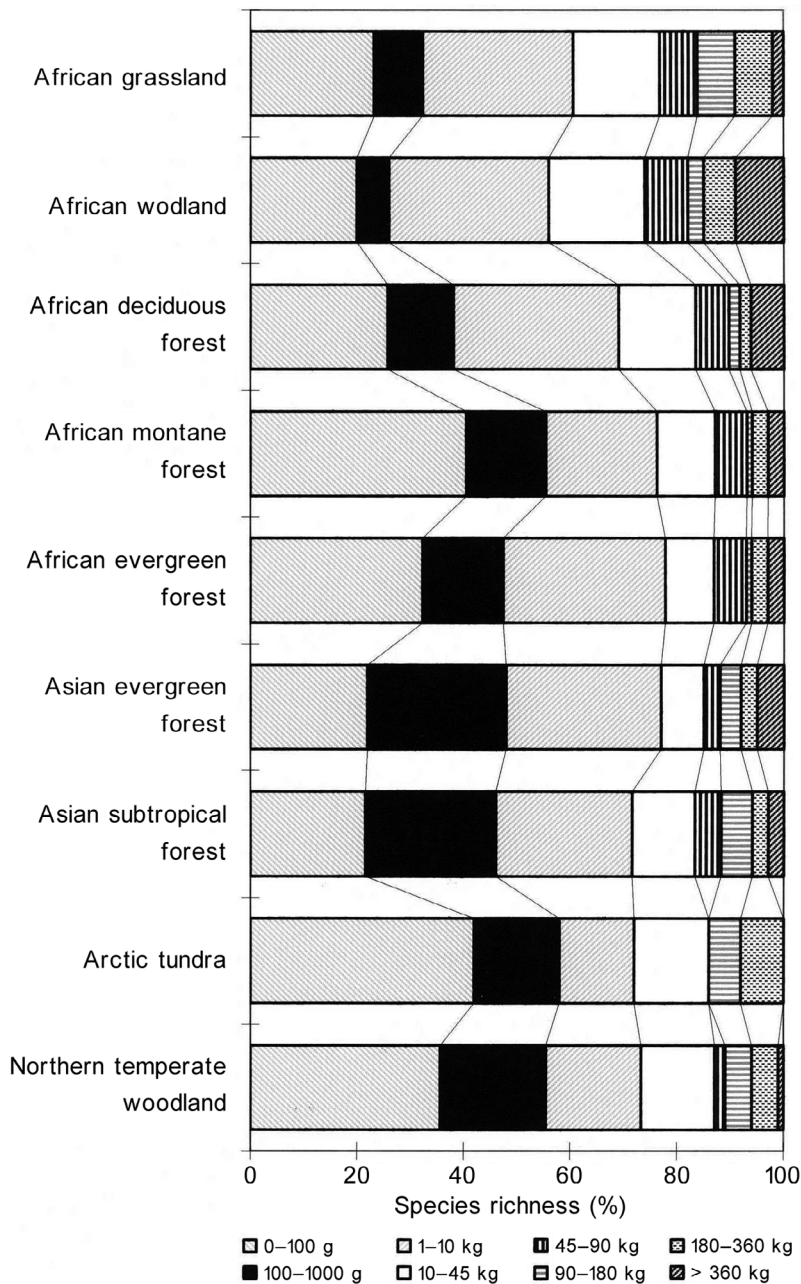 African grassland
African wodland
African deciduous
forest
African montane
forest
African evergreen
forest
Asian evergreen
forest
Asian subtropical
forest
Arctic tundra
Northern temperate
woodland
0 20 40 60 80 100
Species richness (%)
0–100 g 1–10 kg 45–90 kg 180–360 kg
100–1000 g 10–45 kg 90–180 kg > 360 kg